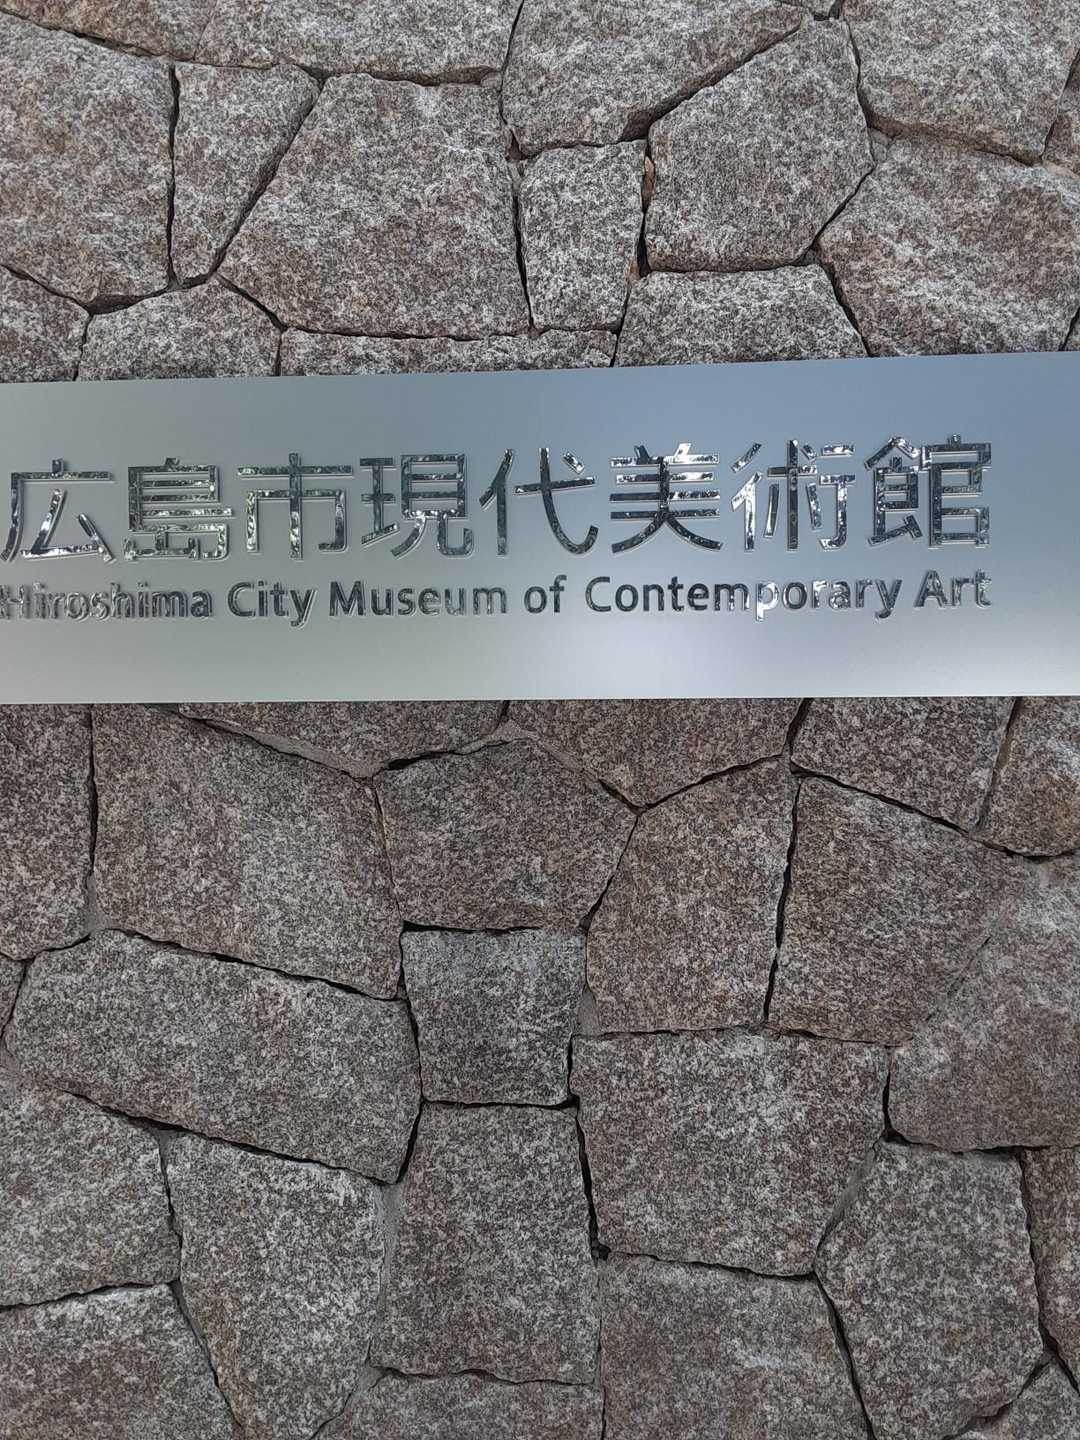 広島市現代美術館
Hiroshima City Museum of Contemporary Art